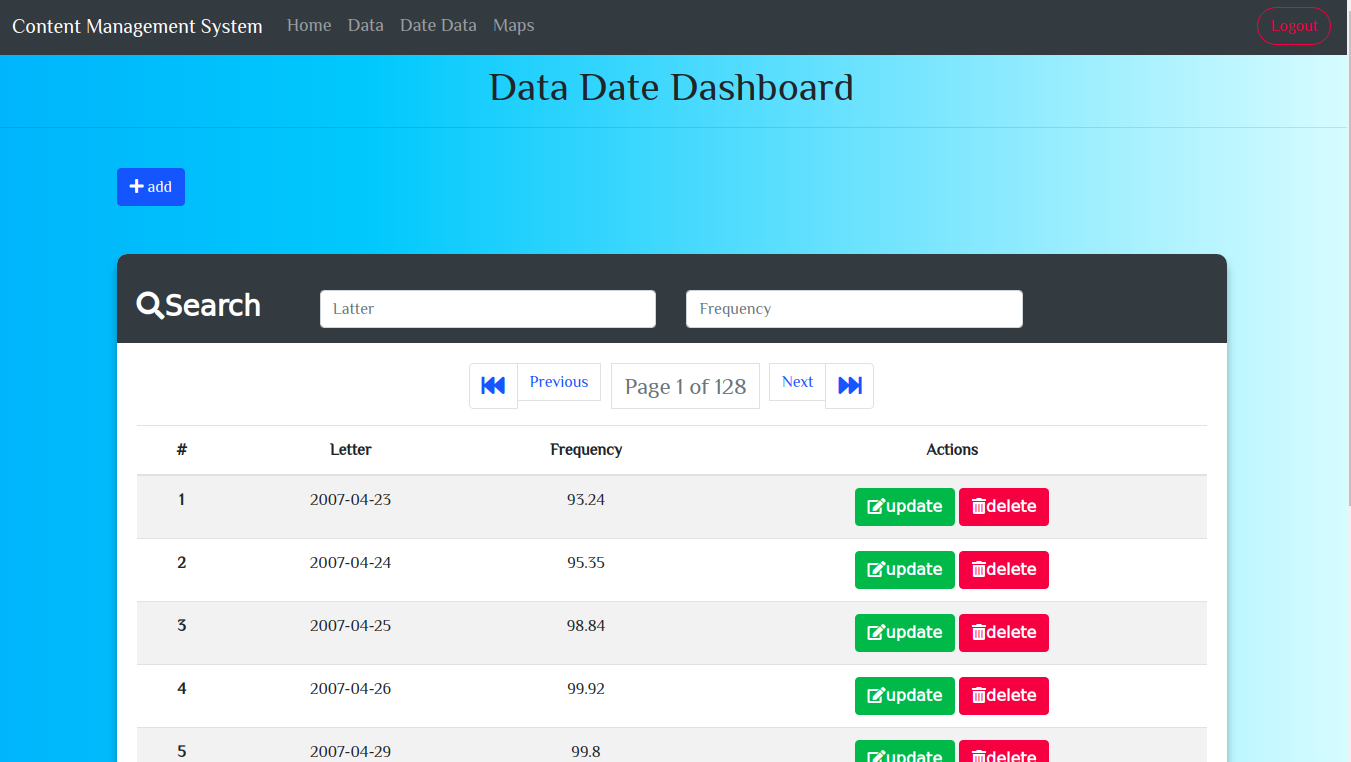 Content Management System Home Data Date Data Maps Logout
Data Date Dashboard
add
Search Latter Frequency
Previous Page 1 of 128 Next
# Letter Frequency Actions
1 2007-04-23 93.24 update delete
2 2007-04-24 95.35 update delete
3 2007-04-25 98.84 update delete
4 2007-04-26 99.92 update delete
5 2007-04-29 99.8 update delete